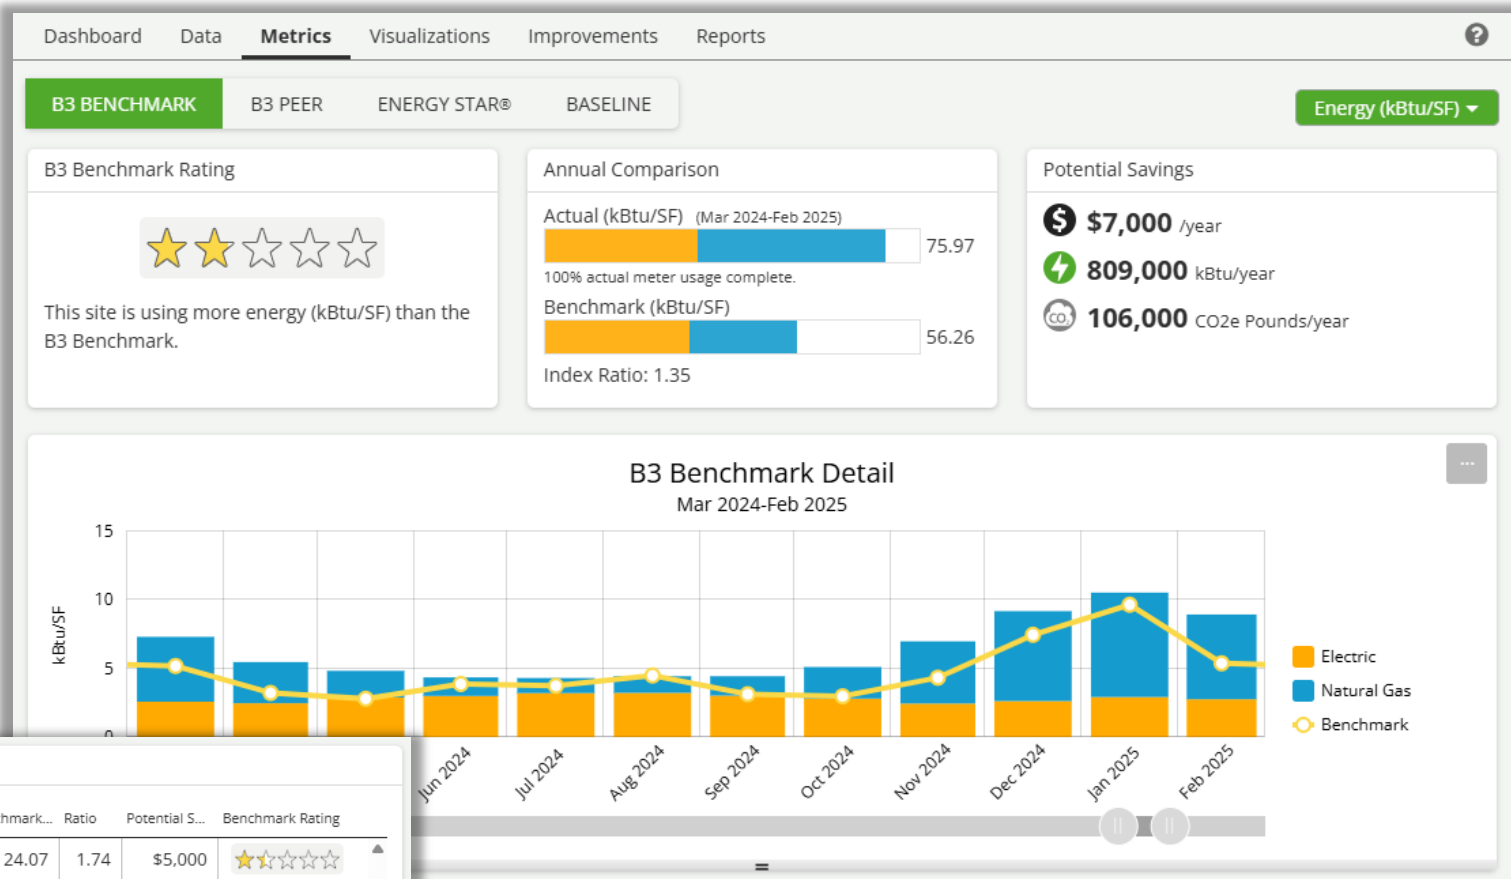 Dashboard Data Metrics Visualizations Improvements Reports ?
B3 BENCHMARK B3 PEER ENERGY STAR® BASELINE
Energy (kBtu/SF)
B3 Benchmark Rating
This site is using more energy (kBtu/SF) than the
B3 Benchmark.
Annual Comparison
Actual (kBtu/SF) (Mar 2024-Feb 2025)
75.97
100% actual meter usage complete.
Benchmark (kBtu/SF)
56.26
Index Ratio: 1.35
Potential Savings
$ $7,000 /year
809,000 kBtu/year
CO2 106,000 CO2e Pounds/year
B3 Benchmark Detail
Mar 2024-Feb 2025
...
kBtu/SF
15
10
5
0
Jun 2024 Jul 2024 Aug 2024 Sep 2024 Oct 2024 Nov 2024 Dec 2024 Jan 2025 Feb 2025
Electric
Natural Gas
Benchmark
hmark... Ratio Potential S... Benchmark Rating
24.07 1.74 $5,000